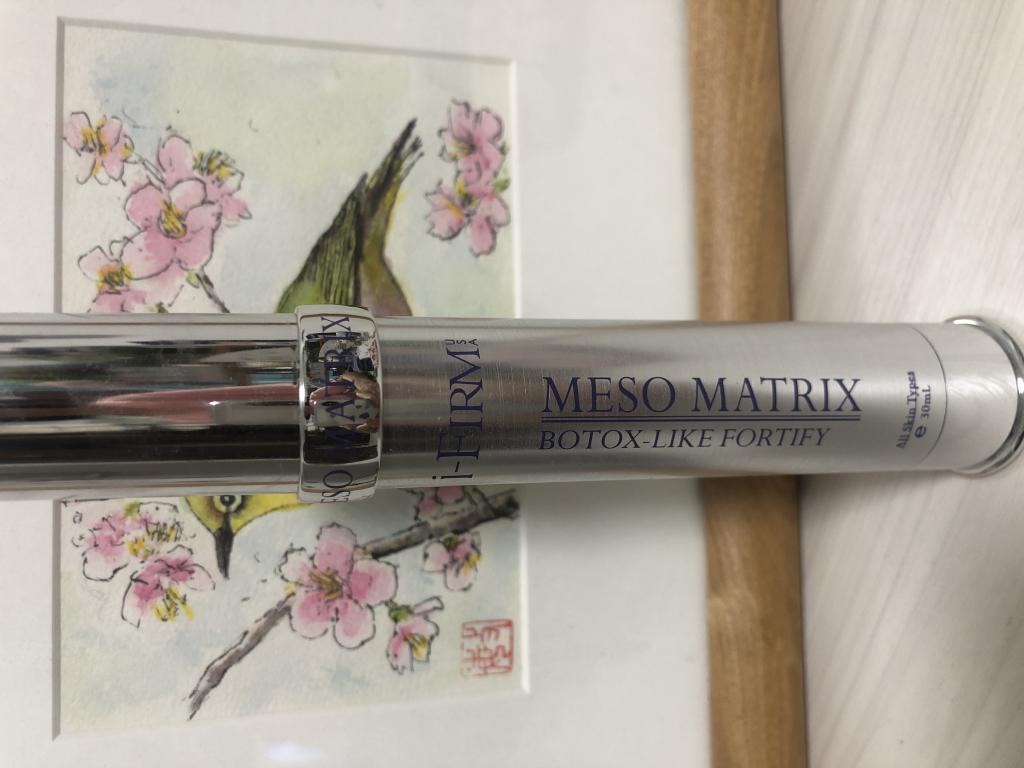 MESO MATRIX
i-FIRM USA
MESO MATRIX
BOTOX-LIKE FORTIFY
All Skin Types
e 30mL